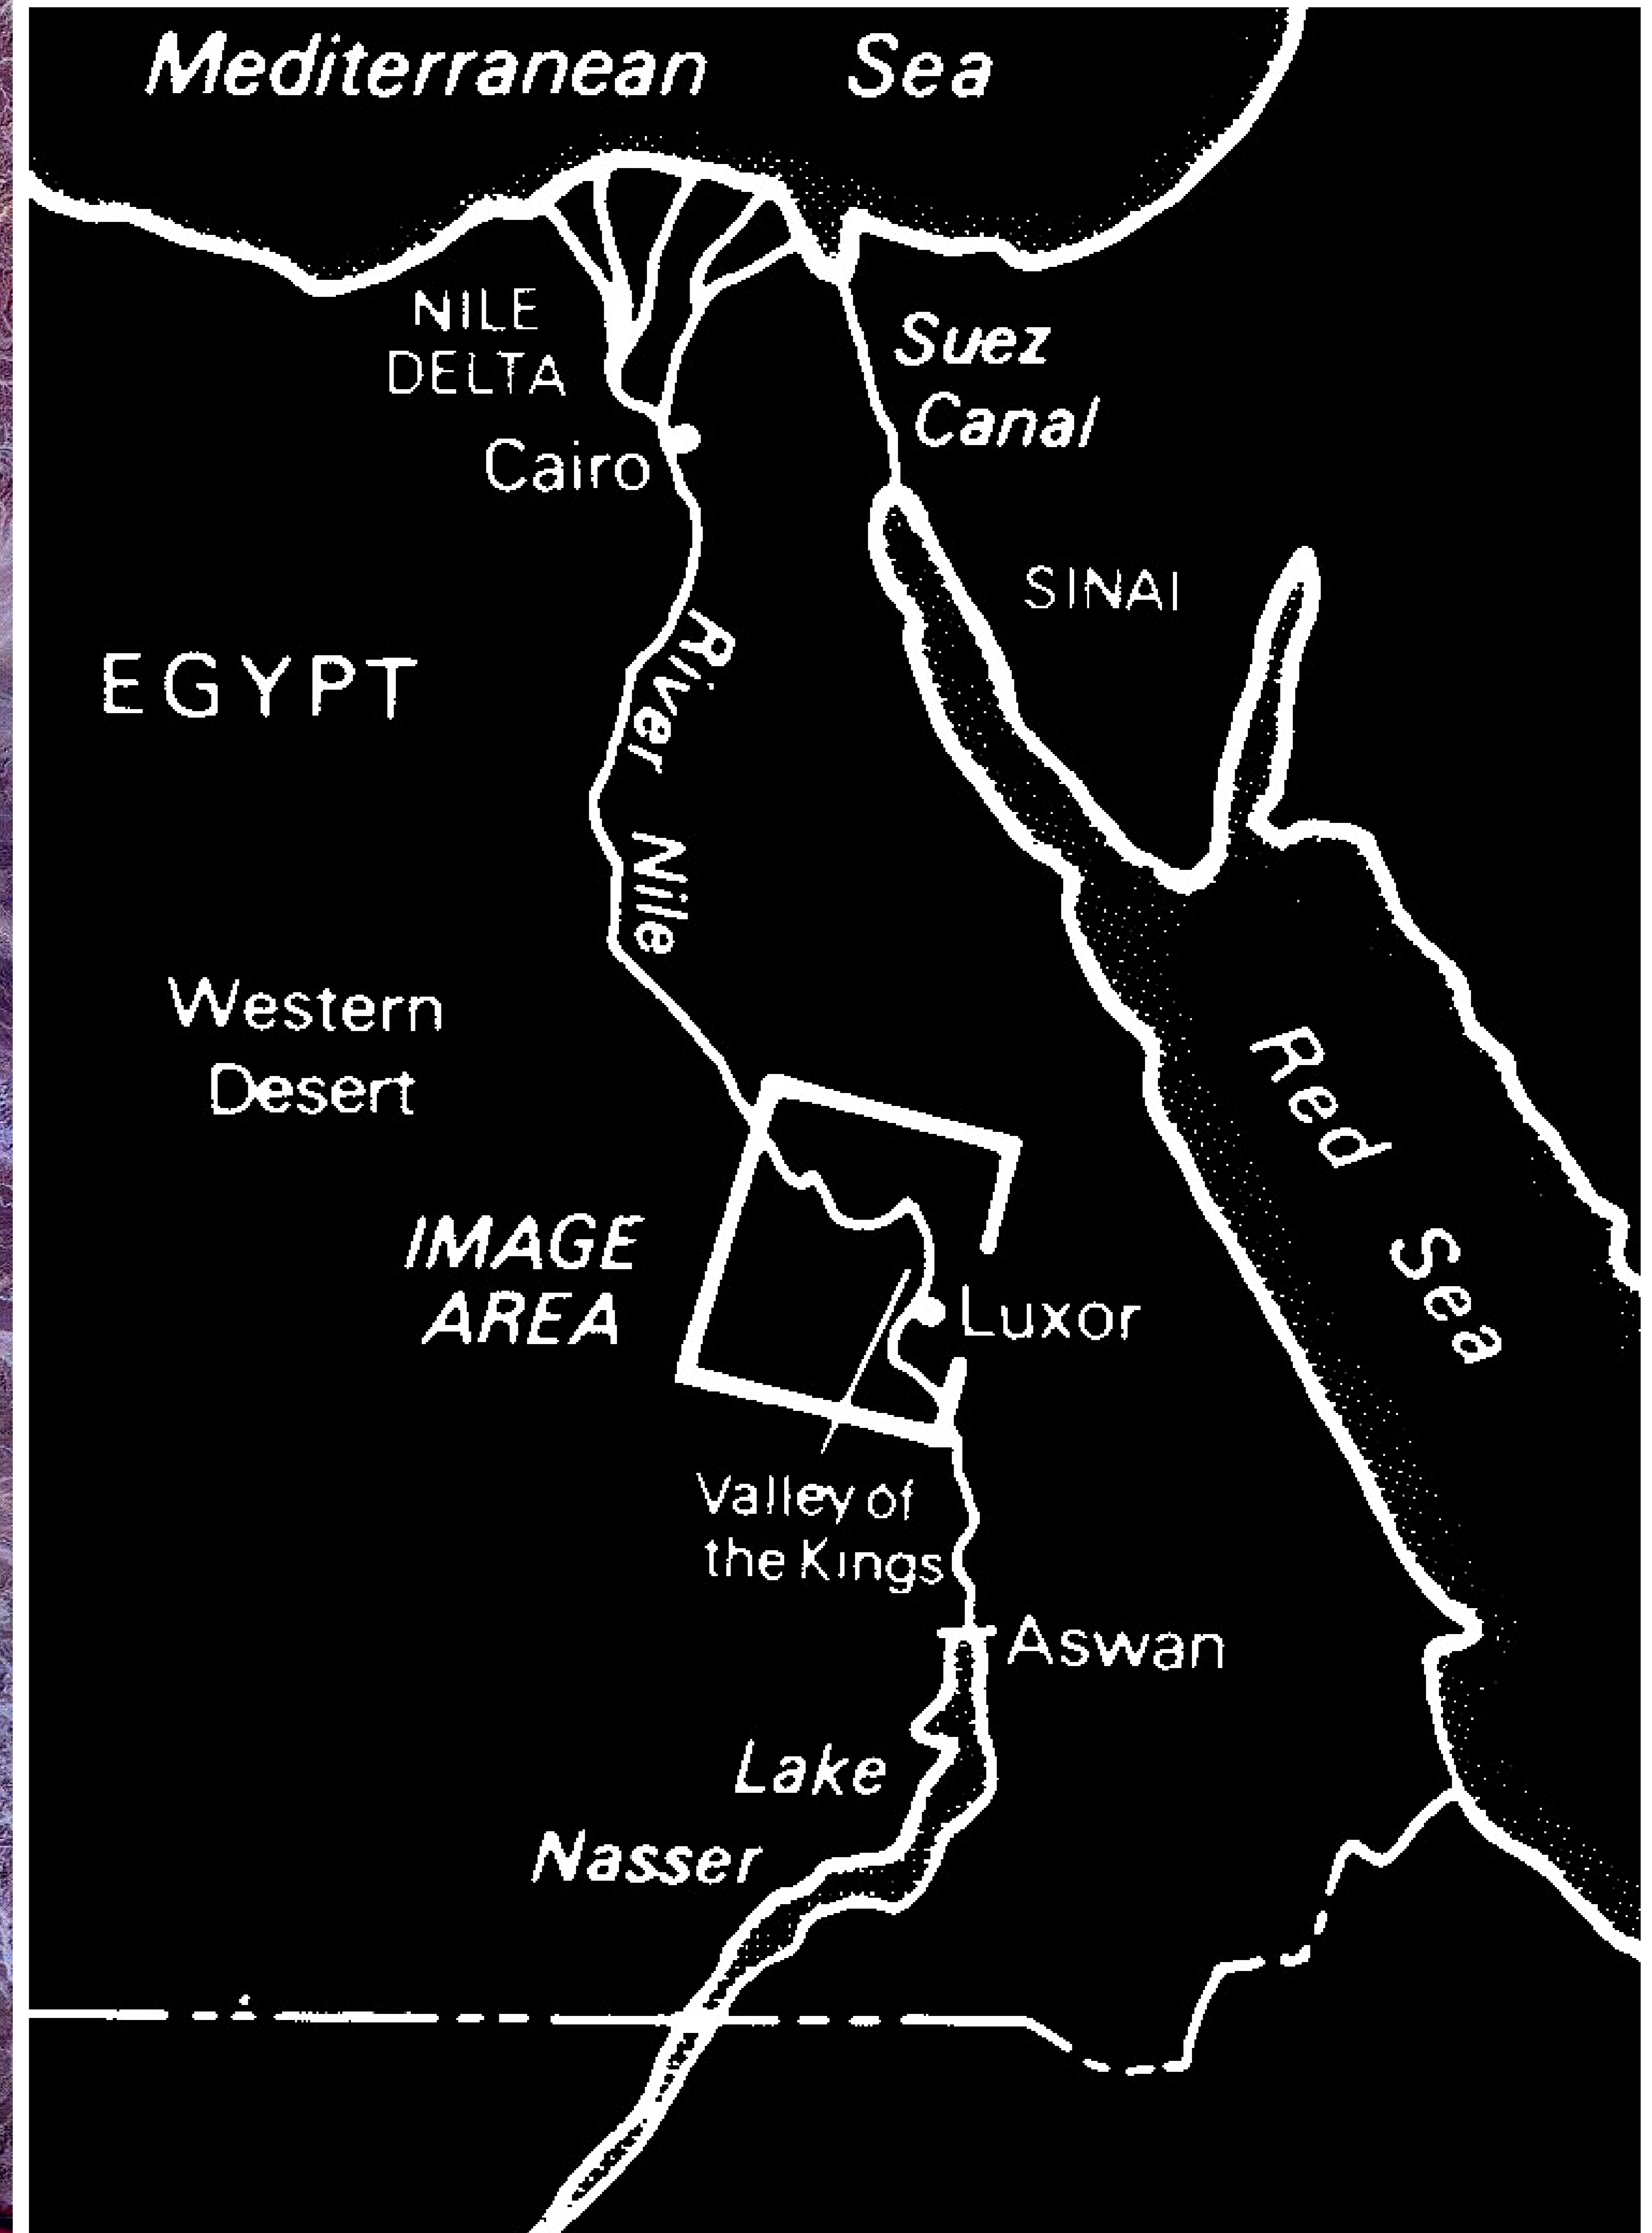 Mediterranean Sea
NILE
DELTA
Suez
Canal
Cairo
SINAI
EGYPT
River Nile
Western
Desert
Red Sea
IMAGE
AREA
Luxor
Valley of
the Kings
Aswan
Lake
Nasser